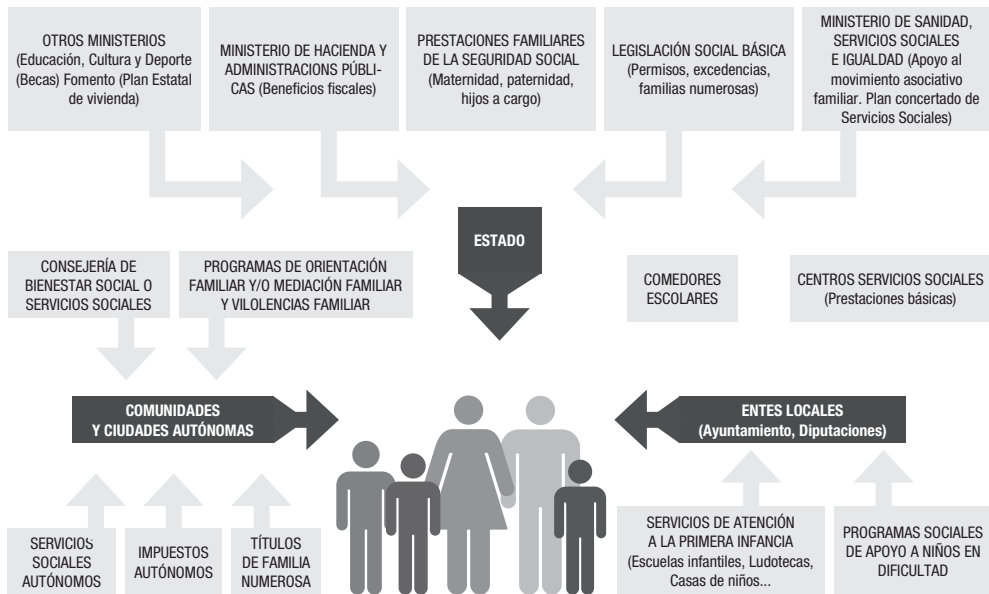 OTROS MINISTERIOS
(Educación, Cultura y Deporte
(Becas) Fomento (Plan Estatal
de vivienda)
MINISTERIO DE HACIENDA Y
ADMINISTRACIONS PÚBLI-
CAS (Beneficios fiscales)
PRESTACIONES FAMILIARES
DE LA SEGURIDAD SOCIAL
(Maternidad, paternidad,
hijos a cargo)
LEGISLACIÓN SOCIAL BÁSICA
(Permisos, excedencias,
familias numerosas)
MINISTERIO DE SANIDAD,
SERVICIOS SOCIALES
E IGUALDAD (Apoyo al
movimiento asociativo
familiar. Plan concertado de
Servicios Sociales)
ESTADO
CONSEJERÍA DE
BIENESTAR SOCIAL O
SERVICIOS SOCIALES
PROGRAMAS DE ORIENTACIÓN
FAMILIAR Y/O MEDIACIÓN FAMILIAR
Y VILOLENCIAS FAMILIAR
COMEDORES
ESCOLARES
CENTROS SERVICIOS SOCIALES
(Prestaciones básicas)
COMUNIDADES
Y CIUDADES AUTÓNOMAS
ENTES LOCALES
(Ayuntamiento, Diputaciones)
SERVICIOS
SOCIALES
AUTÓNOMOS
IMPUESTOS
AUTÓNOMOS
TÍTULOS
DE FAMILIA
NUMEROSA
SERVICIOS DE ATENCIÓN
A LA PRIMERA INFANCIA
(Escuelas infantiles, Ludotecas,
Casas de niños...
PROGRAMAS SOCIALES
DE APOYO A NIÑOS EN
DIFICULTAD